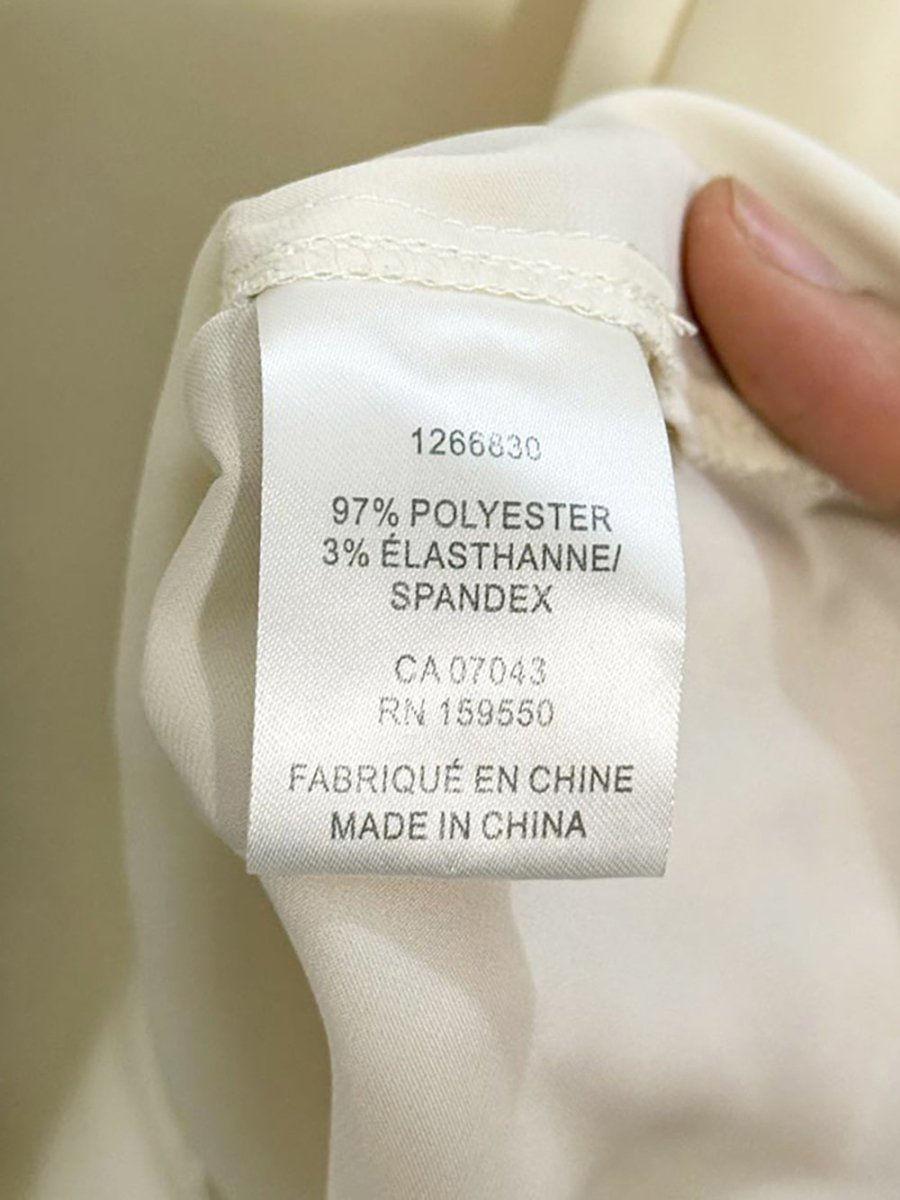 1266830
97% POLYESTER
3% ÉLASTHANNE/
SPANDEX
CA 07043
RN 159550
FABRIQUÉ EN CHINE
MADE IN CHINA